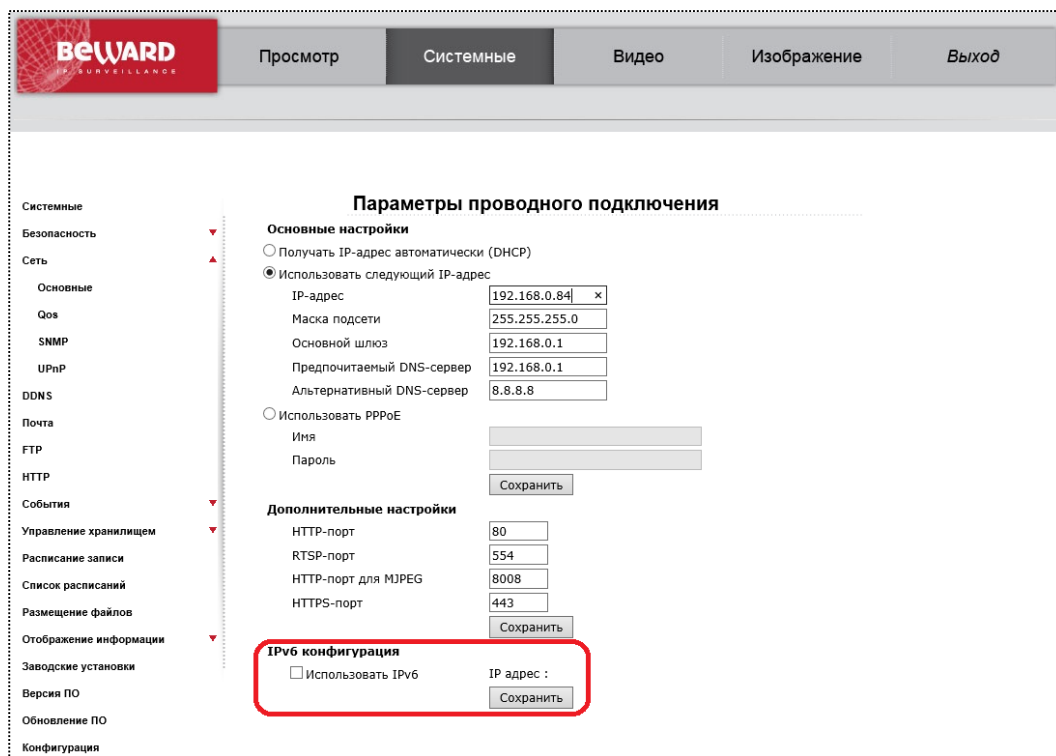 BEWARD
IP SURVEILLANCE
Просмотр
Системные
Видео
Изображение
Выход
Системные
Безопасность
Сеть
Основные
Qos
SNMP
UPnP
DDNS
Почта
FTP
HTTP
События
Управление хранилищем
Расписание записи
Список расписаний
Размещение файлов
Отображение информации
Заводские установки
Версия ПО
Обновление ПО
Конфигурация
Параметры проводного подключения
Основные настройки
Получать IP-адрес автоматически (DHCP)
Использовать следующий IP-адрес
IP-адрес 192.168.0.84 ×
Маска подсети 255.255.255.0
Основной шлюз 192.168.0.1
Предпочитаемый DNS-сервер 192.168.0.1
Альтернативный DNS-сервер 8.8.8.8
Использовать PPPoE
Имя
Пароль
Сохранить
Дополнительные настройки
HTTP-порт 80
RTSP-порт 554
HTTP-порт для MJPEG 8008
HTTPS-порт 443
Сохранить
IPv6 конфигурация
Использовать IPv6 IP адрес :
Сохранить